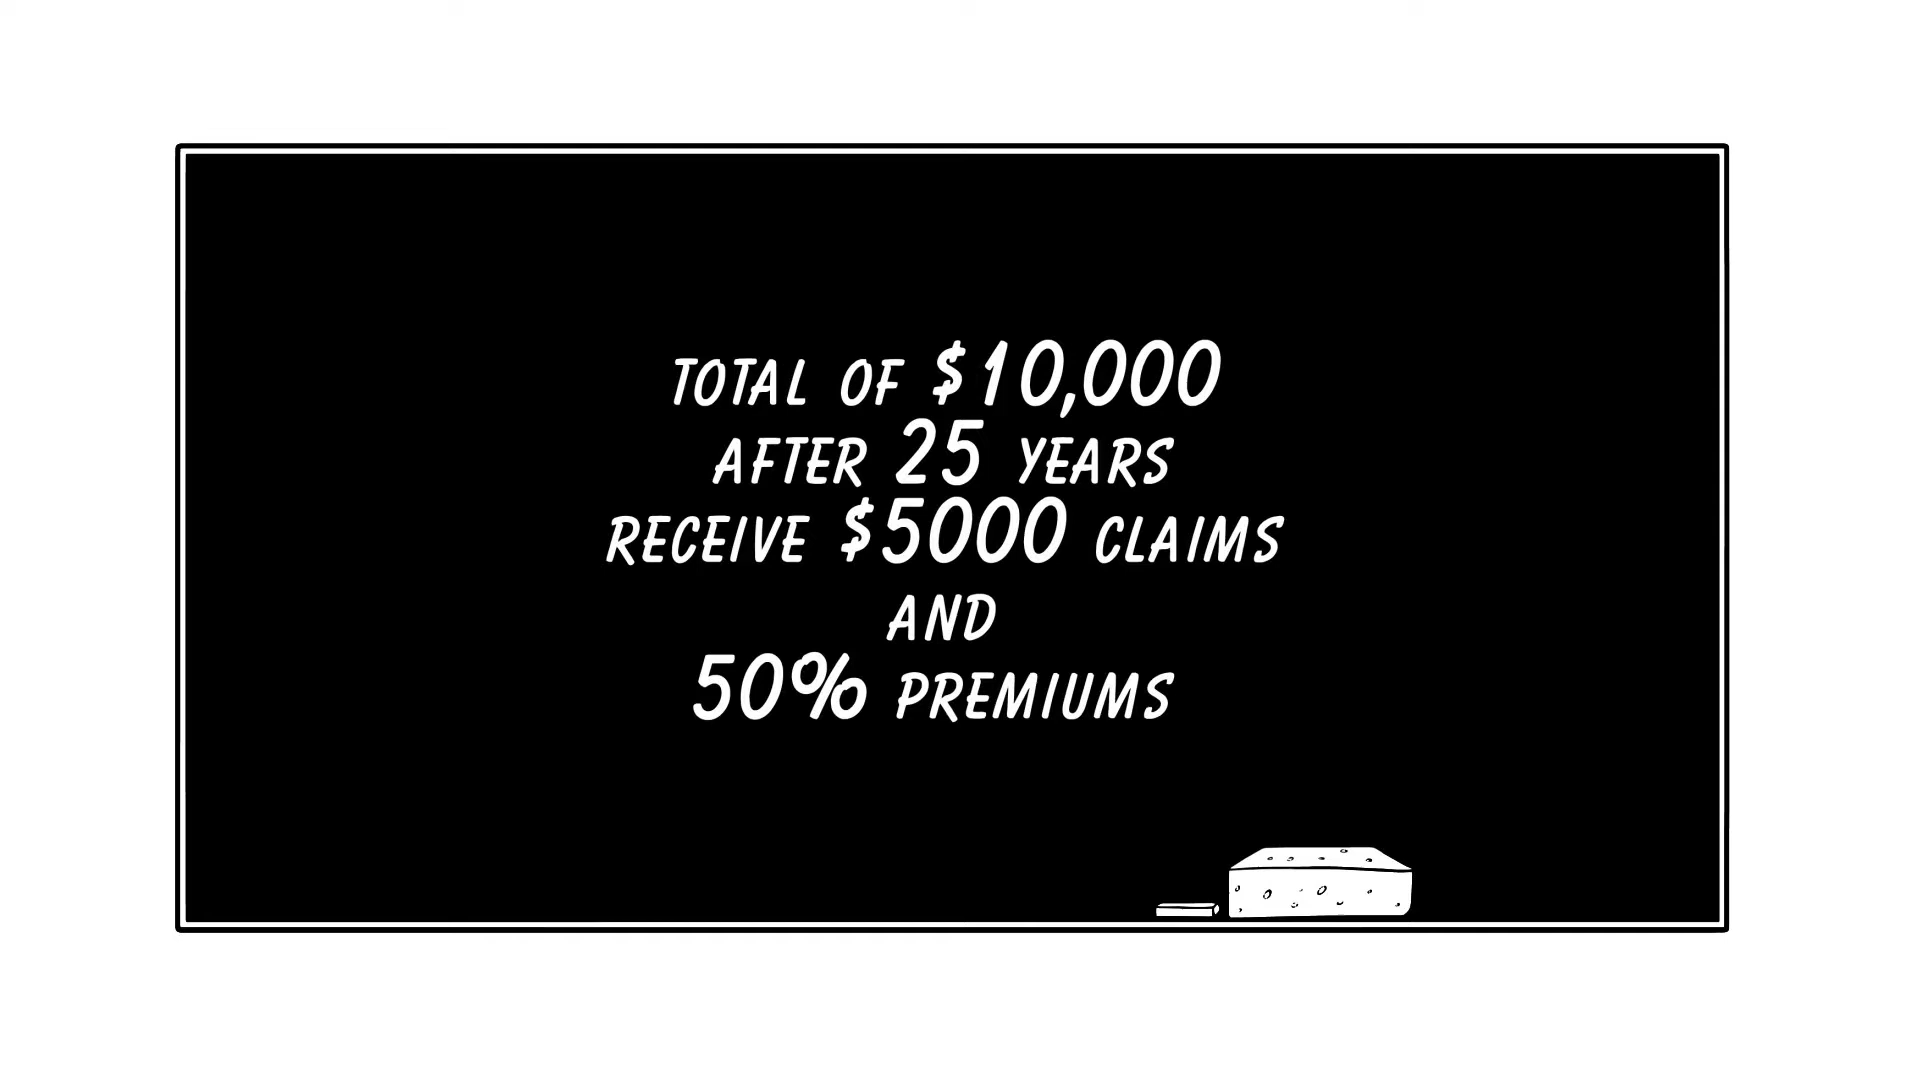 TOTAL OF $10,000
AFTER 25 YEARS
RECEIVE $5000 CLAIMS
AND
50% PREMIUMS